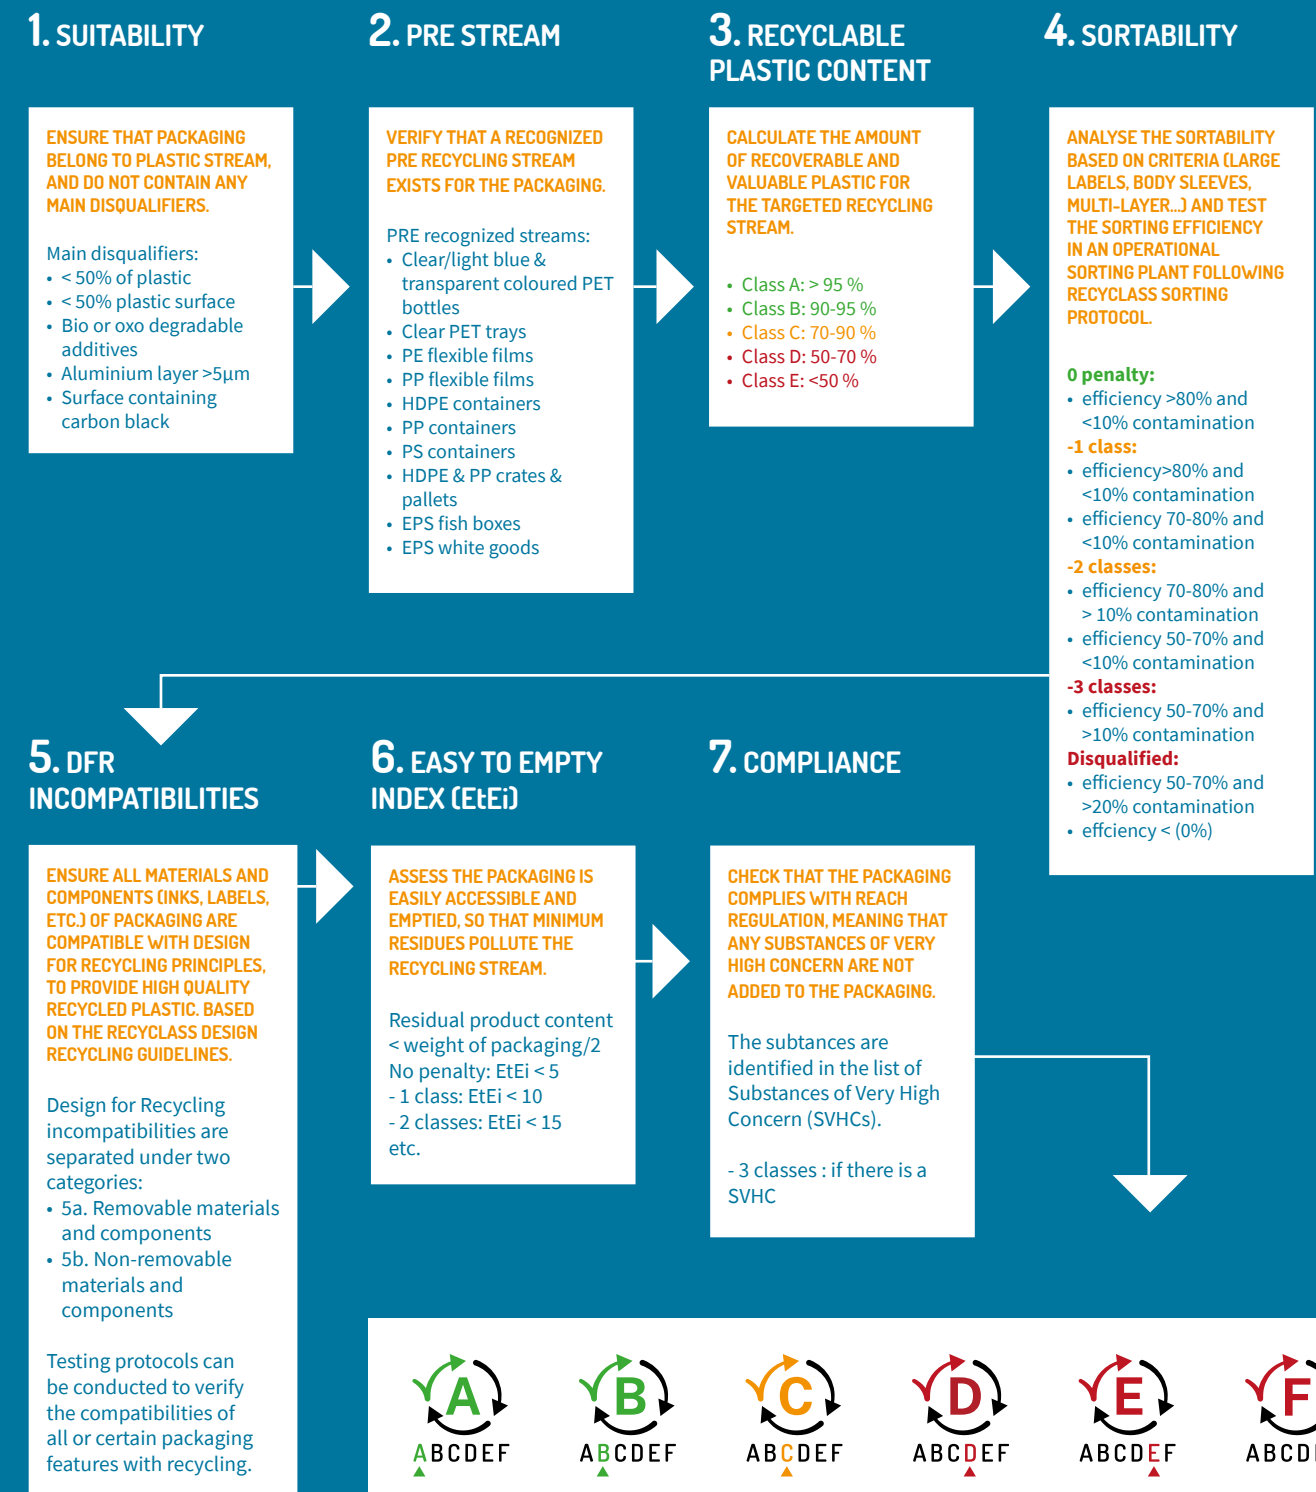 1. SUITABILITY
ENSURE THAT PACKAGING
BELONG TO PLASTIC STREAM,
AND DO NOT CONTAIN ANY
MAIN DISQUALIFIERS.
Main disqualifiers:
• < 50% of plastic
• < 50% plastic surface
• Bio or oxo degradable
additives
• Aluminium layer >5µm
• Surface containing
carbon black
2. PRE STREAM
VERIFY THAT A RECOGNIZED
PRE RECYCLING STREAM
EXISTS FOR THE PACKAGING.
PRE recognized streams:
• Clear/light blue &
transparent coloured PET
bottles
• Clear PET trays
• PE flexible films
• PP flexible films
• HDPE containers
• PP containers
• PS containers
• HDPE & PP crates &
pallets
• EPS fish boxes
• EPS white goods
3. RECYCLABLE
PLASTIC CONTENT
CALCULATE THE AMOUNT
OF RECOVERABLE AND
VALUABLE PLASTIC FOR
THE TARGETED RECYCLING
STREAM.
• Class A: > 95 %
• Class B: 90-95 %
• Class C: 70-90 %
• Class D: 50-70 %
• Class E: <50 %
4. SORTABILITY
ANALYSE THE SORTABILITY
BASED ON CRITERIA (LARGE
LABELS, BODY SLEEVES,
MULTI-LAYER...) AND TEST
THE SORTING EFFICIENCY
IN AN OPERATIONAL
SORTING PLANT FOLLOWING
RECYCLASS SORTING
PROTOCOL.
0 penalty:
• efficiency >80% and
<10% contamination
-1 class:
• efficiency>80% and
<10% contamination
• efficiency 70-80% and
<10% contamination
-2 classes:
• efficiency 70-80% and
> 10% contamination
• efficiency 50-70% and
<10% contamination
-3 classes:
• efficiency 50-70% and
>10% contamination
Disqualified:
• efficiency 50-70% and
>20% contamination
• effciency < (0%)
5. DFR
INCOMPATIBILITIES
ENSURE ALL MATERIALS AND
COMPONENTS (INKS, LABELS,
ETC.) OF PACKAGING ARE
COMPATIBLE WITH DESIGN
FOR RECYCLING PRINCIPLES,
TO PROVIDE HIGH QUALITY
RECYCLED PLASTIC. BASED
ON THE RECYCLASS DESIGN
RECYCLING GUIDELINES.
Design for Recycling
incompatibilities are
separated under two
categories:
• 5a. Removable materials
and components
• 5b. Non-removable
materials and
components
Testing protocols can
be conducted to verify
the compatibilities of
all or certain packaging
features with recycling.
6. EASY TO EMPTY
INDEX (EtEi)
ASSESS THE PACKAGING IS
EASILY ACCESSIBLE AND
EMPTIED, SO THAT MINIMUM
RESIDUES POLLUTE THE
RECYCLING STREAM.
Residual product content
< weight of packaging/2
No penalty: EtEi < 5
- 1 class: EtEi < 10
- 2 classes: EtEi < 15
etc.
7. COMPLIANCE
CHECK THAT THE PACKAGING
COMPLIES WITH REACH
REGULATION, MEANING THAT
ANY SUBSTANCES OF VERY
HIGH CONCERN ARE NOT
ADDED TO THE PACKAGING.
The subtances are
identified in the list of
Substances of Very High
Concern (SVHCs).
- 3 classes : if there is a
SVHC
A
ABCDEF
B
ABCDEF
C
ABCDEF
D
ABCDEF
E
ABCDEF
F
ABCD